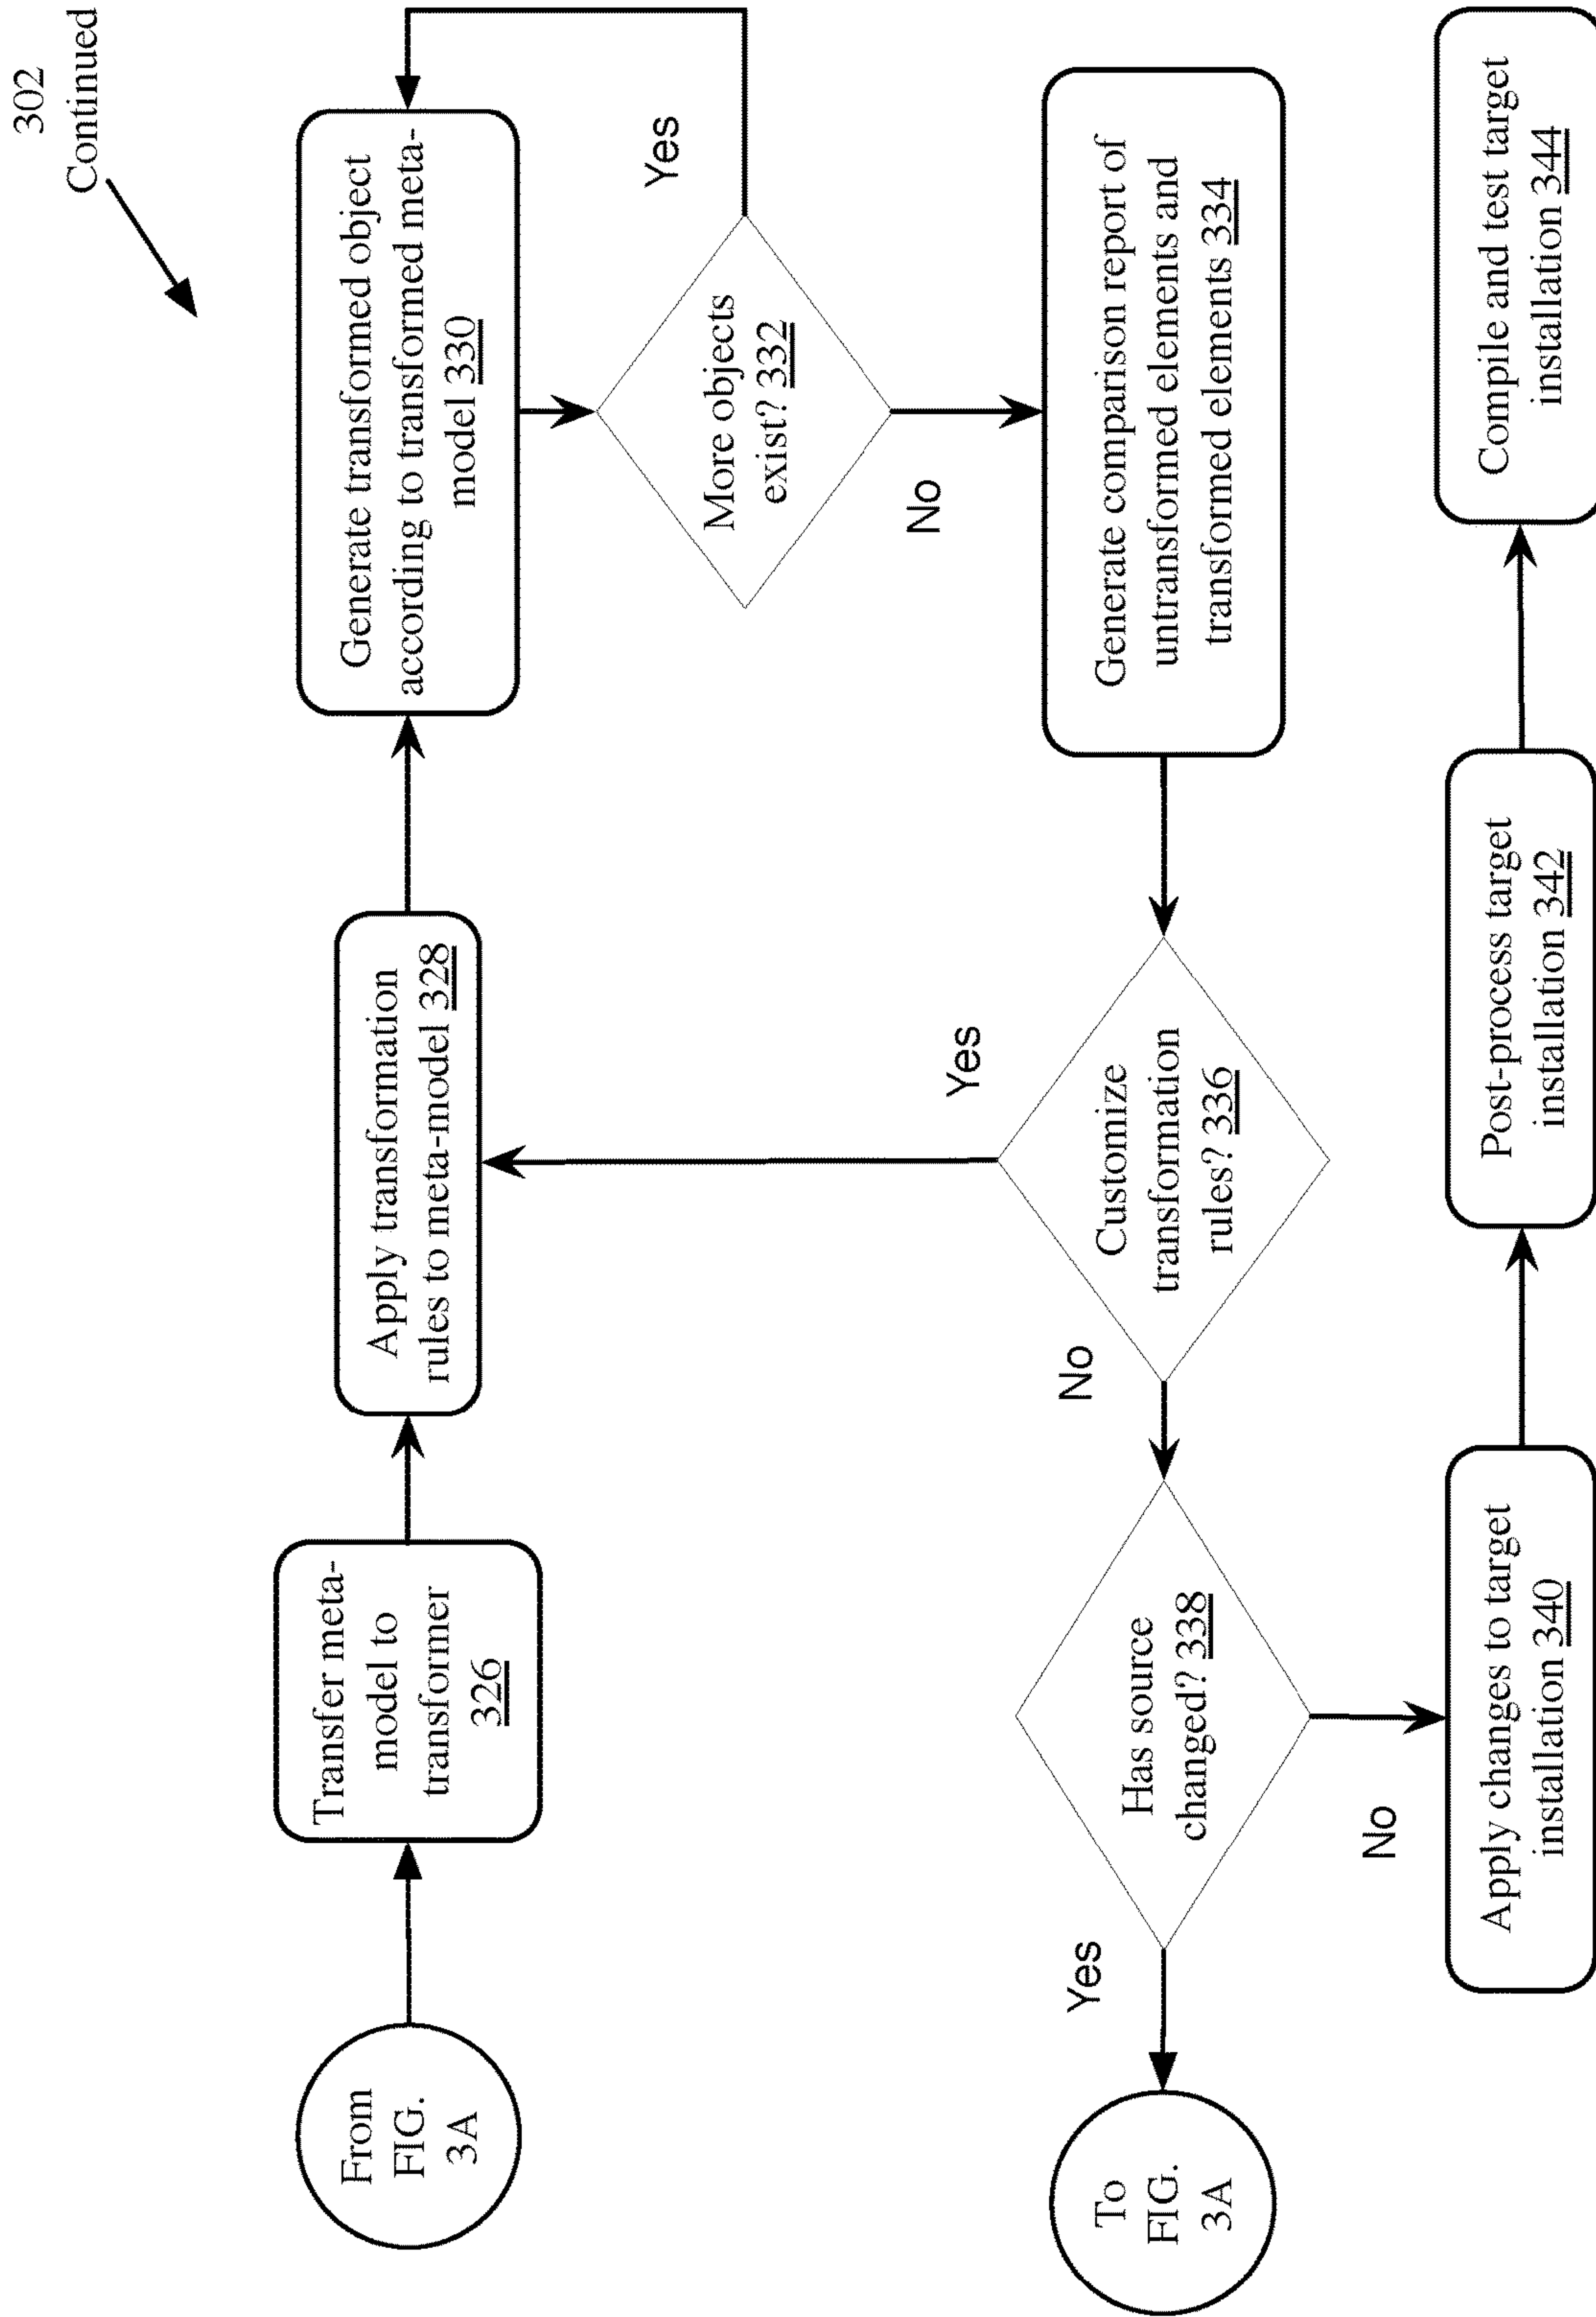 302
Continued
From
FIG.
3A
Transfer meta-
model to
transformer
326
Apply transformation
rules to meta-model 328
Generate transformed object
according to transformed meta-
model 330
More objects
exist? 332
Yes
No
Generate comparison report of
untransformed elements and
transformed elements 334
Customize
transformation
rules? 336
Yes
No
Has source
changed? 338
Yes
No
To
FIG.
3A
Apply changes to target
installation 340
Post-process target
installation 342
Compile and test target
installation 344